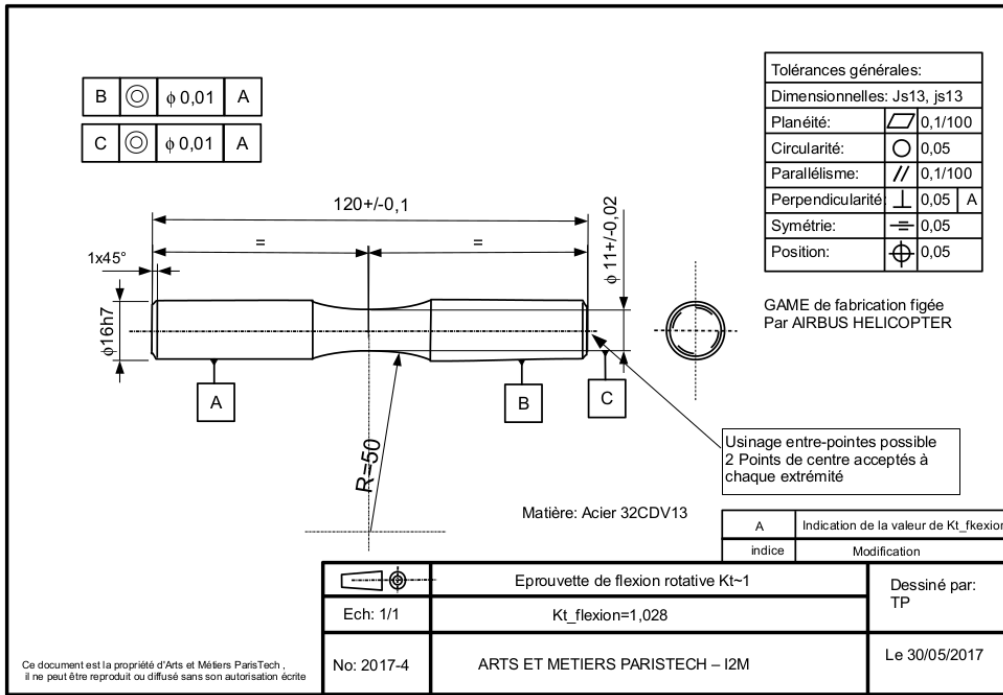 B ◎ ϕ 0,01 A
C ◎ ϕ 0,01 A
Tolérances générales:
Dimensionnelles: Js13, js13
Planéité: 0,1/100
Circularité: 0,05
Parallélisme: // 0,1/100
Perpendicularité ⊥ 0,05 A
Symétrie: 0,05
Position: 0,05
GAME de fabrication figée
Par AIRBUS HELICOPTER
120+/-0,1
= =
1x45°
ϕ16h7
ϕ 11+/-0,02
A
B
C
R=50
Usinage entre-pointes possible
2 Points de centre acceptés à
chaque extrémité
Matière: Acier 32CDV13
A Indication de la valeur de Kt_fkexion
indice Modification
Eprouvette de flexion rotative Kt~1
Dessiné par:
TP
Ech: 1/1
Kt_flexion=1,028
No: 2017-4
ARTS ET METIERS PARISTECH – I2M
Le 30/05/2017
Ce document est la propriété d'Arts et Métiers ParisTech ,
il ne peut être reproduit ou diffusé sans son autorisation écrite